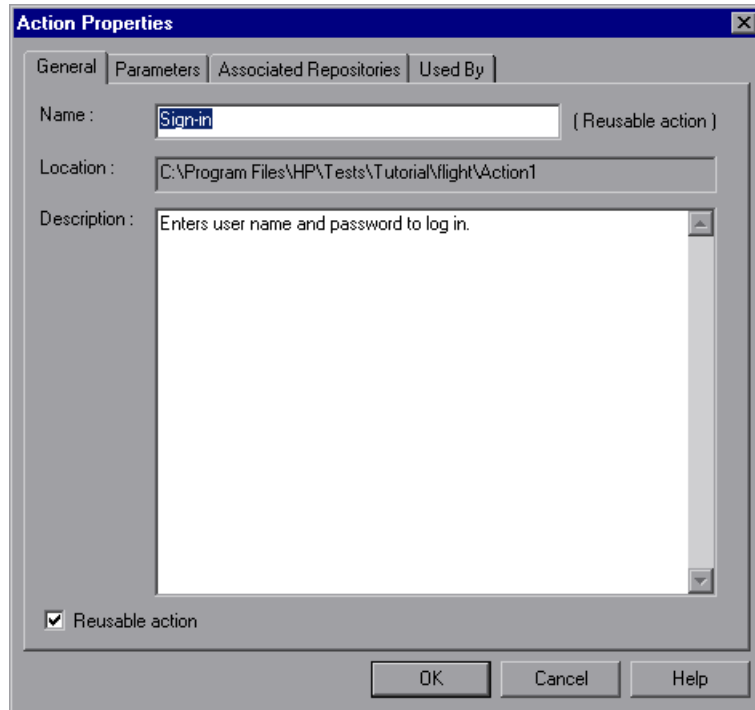 Action Properties
General Parameters Associated Repositories Used By
Name : Sign-in ( Reusable action )
Location : C:\Program Files\HP\Tests\Tutorial\flight\Action1
Description : Enters user name and password to log in.
Reusable action
OK Cancel Help